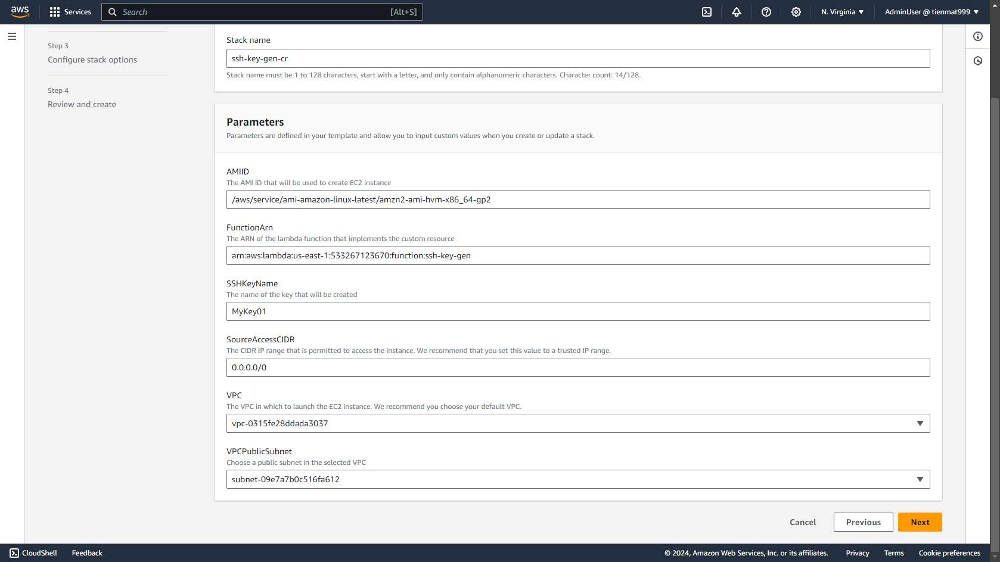 aws
Services
Search
[Alt+S]
N. Virginia
AdminUser @ tienmat999
Step 3
Configure stack options
Step 4
Review and create
Stack name
ssh-key-gen-cr
Stack name must be 1 to 128 characters, start with a letter, and only contain alphanumeric characters. Character count: 14/128.
Parameters
Parameters are defined in your template and allow you to input custom values when you create or update a stack.
AMIID
The AMI ID that will be used to create EC2 instance
/aws/service/ami-amazon-linux-latest/amzn2-ami-hvm-x86_64-gp2
FunctionArn
The ARN of the lambda function that implements the custom resource
arn:aws:lambda:us-east-1:533267123670:function:ssh-key-gen
SSHKeyName
The name of the key that will be created
MyKey01
SourceAccessCIDR
The CIDR IP range that is permitted to access the instance. We recommend that you set this value to a trusted IP range.
0.0.0.0/0
VPC
The VPC in which to launch the EC2 instance. We recommend you choose your default VPC.
vpc-0315fe28ddada3037
VPCPublicSubnet
Choose a public subnet in the selected VPC
subnet-09e7a7b0c516fa612
Cancel
Previous
Next
CloudShell
Feedback
© 2024, Amazon Web Services, Inc. or its affiliates.
Privacy
Terms
Cookie preferences